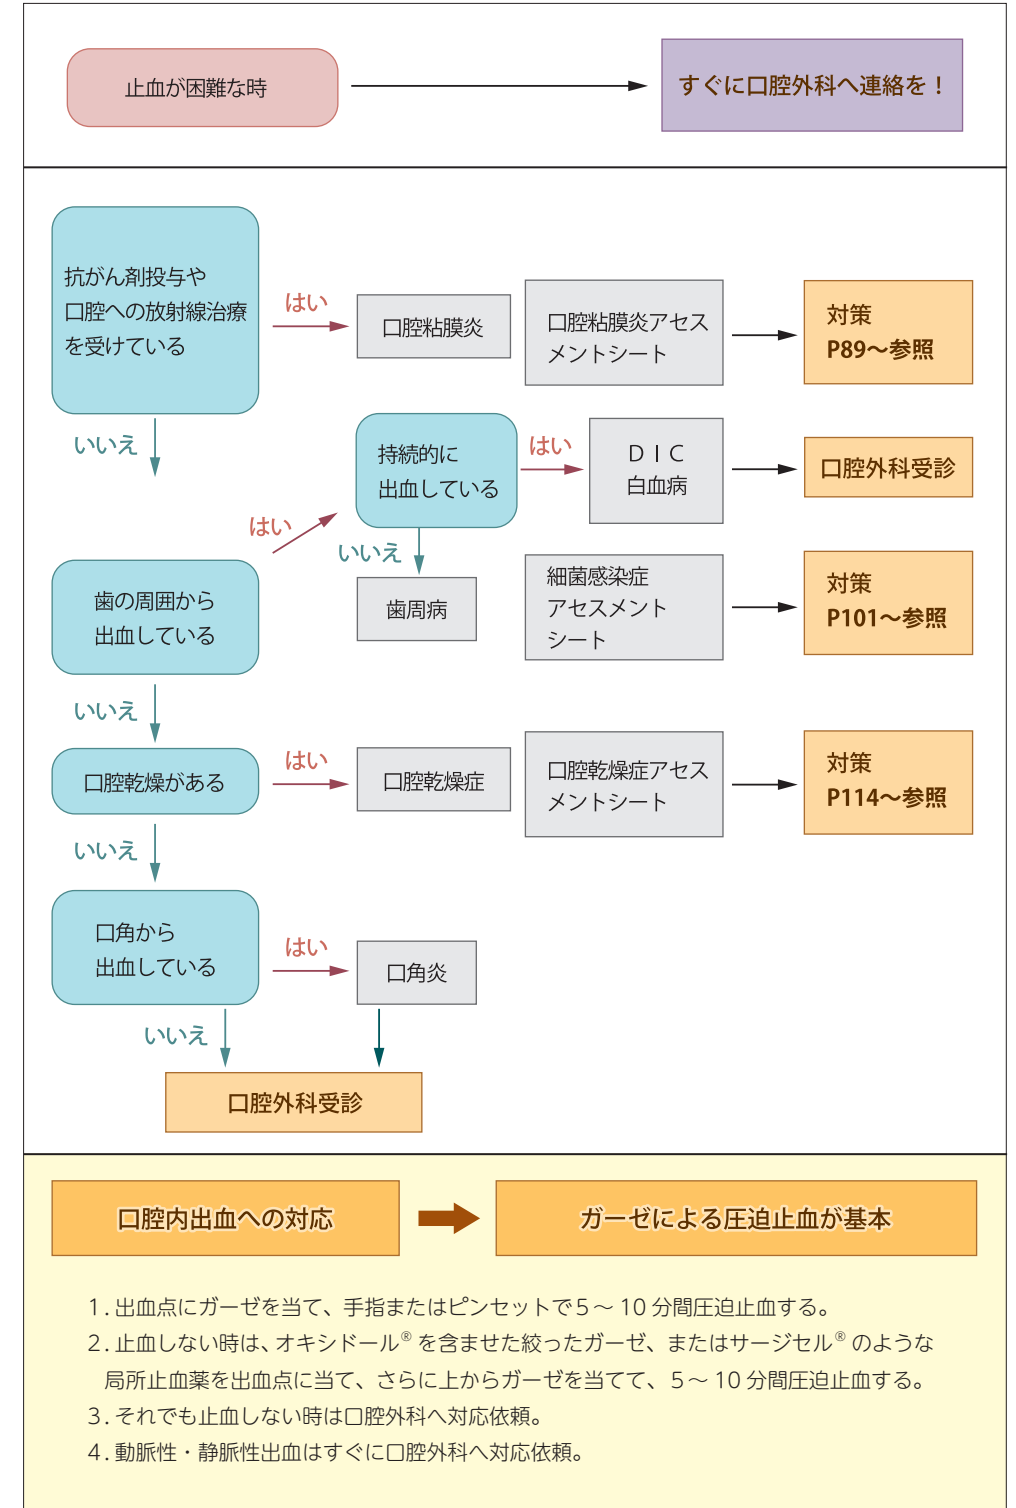 止血が困難な時
すぐに口腔外科へ連絡を！
抗がん剤投与や
口腔への放射線治療
を受けている
はい
口腔粘膜炎
口腔粘膜炎アセス
メントシート
対策
P89～参照
いいえ
持続的に
出血している
はい
ＤＩＣ
白血病
口腔外科受診
はい
いいえ
歯の周囲から
出血している
歯周病
細菌感染症
アセスメント
シート
対策
P101～参照
いいえ
口腔乾燥がある
はい
口腔乾燥症
口腔乾燥症アセス
メントシート
対策
P114～参照
いいえ
口角から
出血している
はい
口角炎
いいえ
口腔外科受診
口腔内出血への対応
ガーゼによる圧迫止血が基本
１. 出血点にガーゼを当て、手指またはピンセットで５～ 10 分間圧迫止血する。
２. 止血しない時は、オキシドール® を含ませた絞ったガーゼ、またはサージセル® のような
局所止血薬を出血点に当て、さらに上からガーゼを当てて、５～ 10 分間圧迫止血する。
３. それでも止血しない時は口腔外科へ対応依頼。
４. 動脈性・静脈性出血はすぐに口腔外科へ対応依頼。